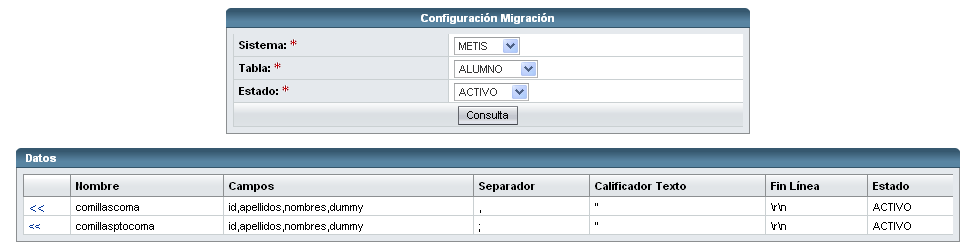 Configuración Migración
Sistema: * METIS
Tabla: * ALUMNO
Estado: * ACTIVO
Consulta
Datos
Nombre Campos Separador Calificador Texto Fin Línea Estado
<< comillascoma id,apellidos,nombres,dummy , " \r\n ACTIVO
<< comillasptocoma id,apellidos,nombres,dummy ; " \r\n ACTIVO